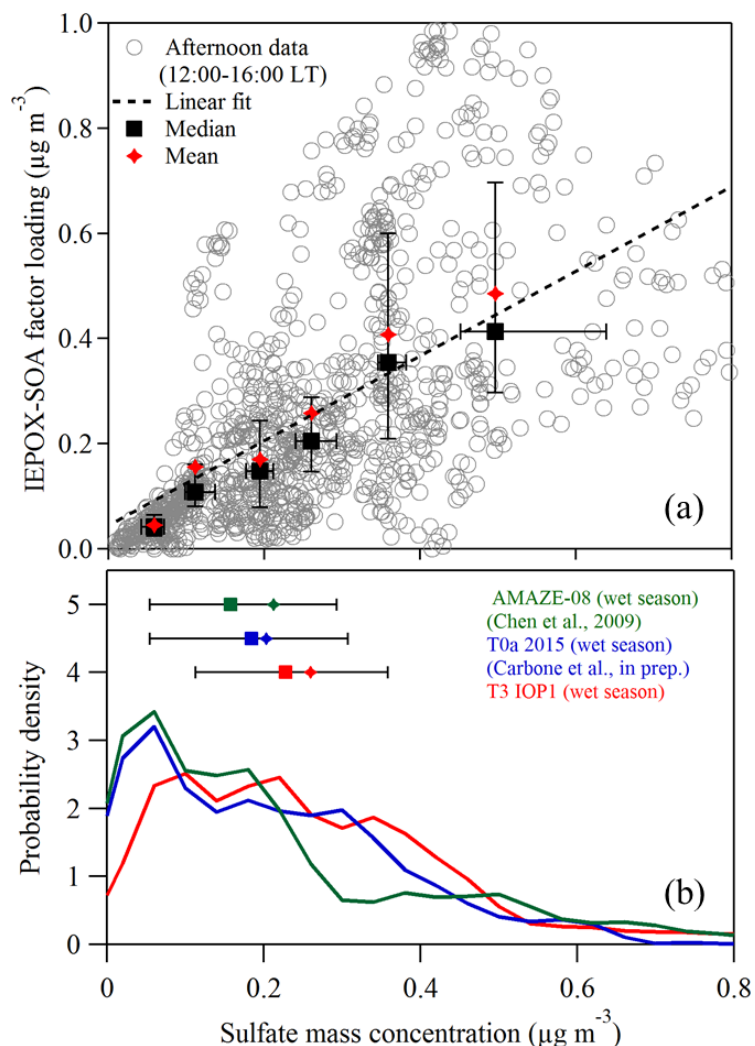 1.0
0.8
0.6
0.4
0.2
0.0
IEPOX-SOA factor loading (µg m⁻³)
Afternoon data
(12:00-16:00 LT)
Linear fit
Median
Mean
(a)
5
4
3
2
1
0
Probability density
AMAZE-08 (wet season)
(Chen et al., 2009)
T0a 2015 (wet season)
(Carbone et al., in prep.)
T3 IOP1 (wet season)
(b)
0 0.2 0.4 0.6 0.8
Sulfate mass concentration (µg m⁻³)